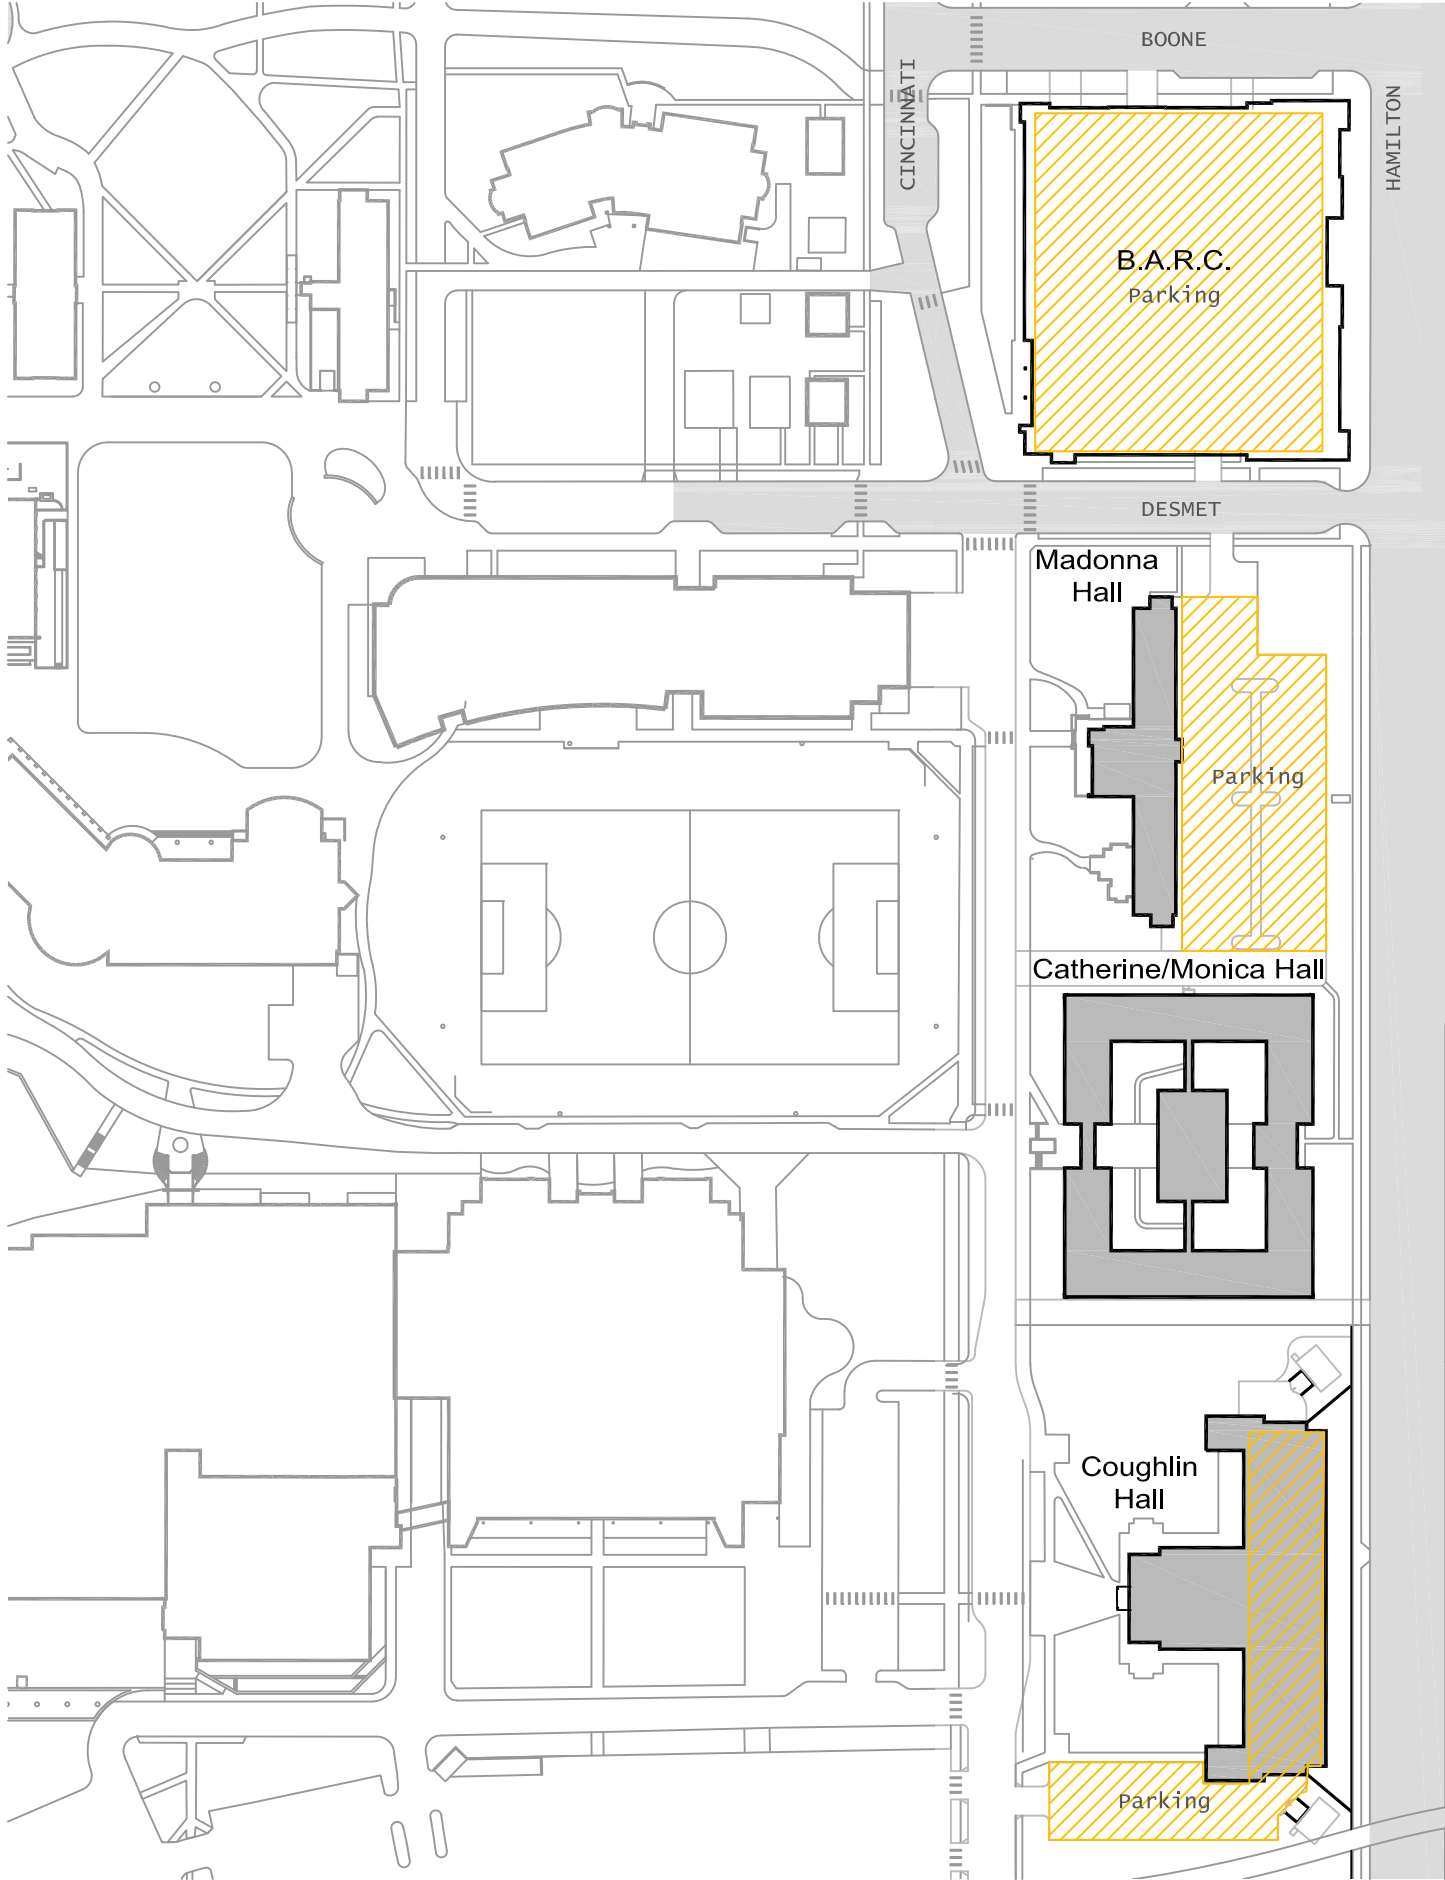 BOONE
CINCINNATI
HAMILTON
B.A.R.C.
Parking
DESMET
Madonna
Hall
Parking
Catherine/Monica Hall
Coughlin
Hall
Parking